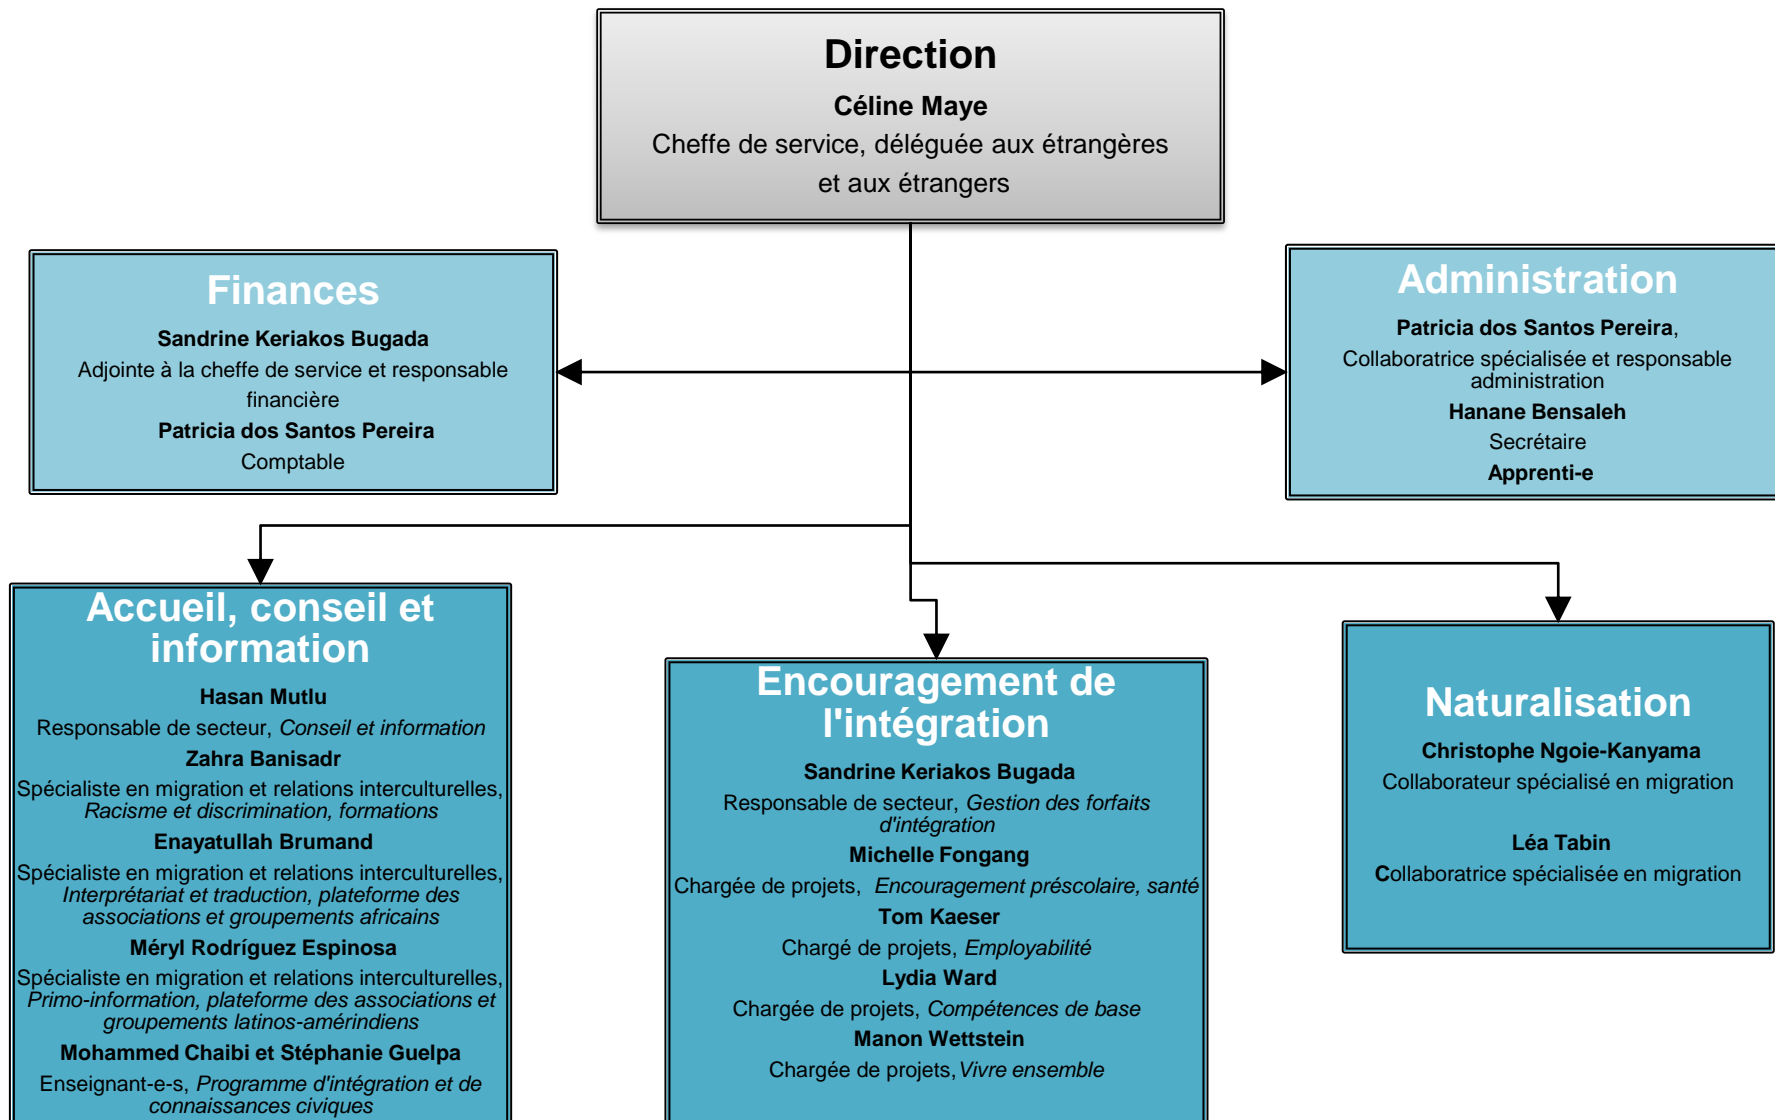 Direction
Céline Maye
Cheffe de service, déléguée aux étrangères
et aux étrangers
Finances
Sandrine Keriakos Bugada
Adjointe à la cheffe de service et responsable
financière
Patricia dos Santos Pereira
Comptable
Administration
Patricia dos Santos Pereira,
Collaboratrice spécialisée et responsable
administration
Hanane Bensaleh
Secrétaire
Apprenti-e
Accueil, conseil et
information
Hasan Mutlu
Responsable de secteur, Conseil et information
Zahra Banisadr
Spécialiste en migration et relations interculturelles,
Racisme et discrimination, formations
Enayatullah Brumand
Spécialiste en migration et relations interculturelles,
Interprétariat et traduction, plateforme des
associations et groupements africains
Méryl Rodríguez Espinosa
Spécialiste en migration et relations interculturelles,
Primo-information, plateforme des associations et
groupements latinos-amérindiens
Mohammed Chaibi et Stéphanie Guelpa
Enseignant-e-s, Programme d'intégration et de
connaissances civiques
Encouragement de
l'intégration
Sandrine Keriakos Bugada
Responsable de secteur, Gestion des forfaits
d'intégration
Michelle Fongang
Chargée de projets, Encouragement préscolaire, santé
Tom Kaeser
Chargé de projets, Employabilité
Lydia Ward
Chargée de projets, Compétences de base
Manon Wettstein
Chargée de projets, Vivre ensemble
Naturalisation
Christophe Ngoie-Kanyama
Collaborateur spécialisé en migration
Léa Tabin
Collaboratrice spécialisée en migration